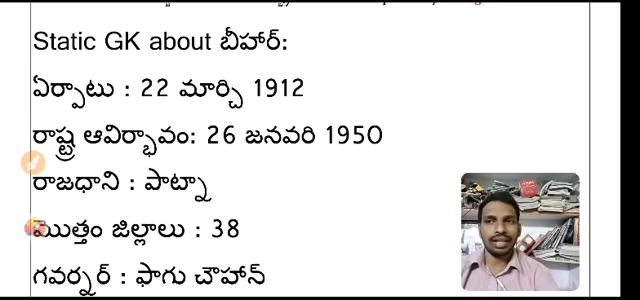 Static GK about బీహార్:
ఏర్పాటు : 22 మార్చి 1912
రాష్ట్ర ఆవిర్భావం: 26 జనవరి 1950
రాజధాని : పాట్నా
మొత్తం జిల్లాలు : 38
గవర్నర్ : ఫాగు చౌహాన్